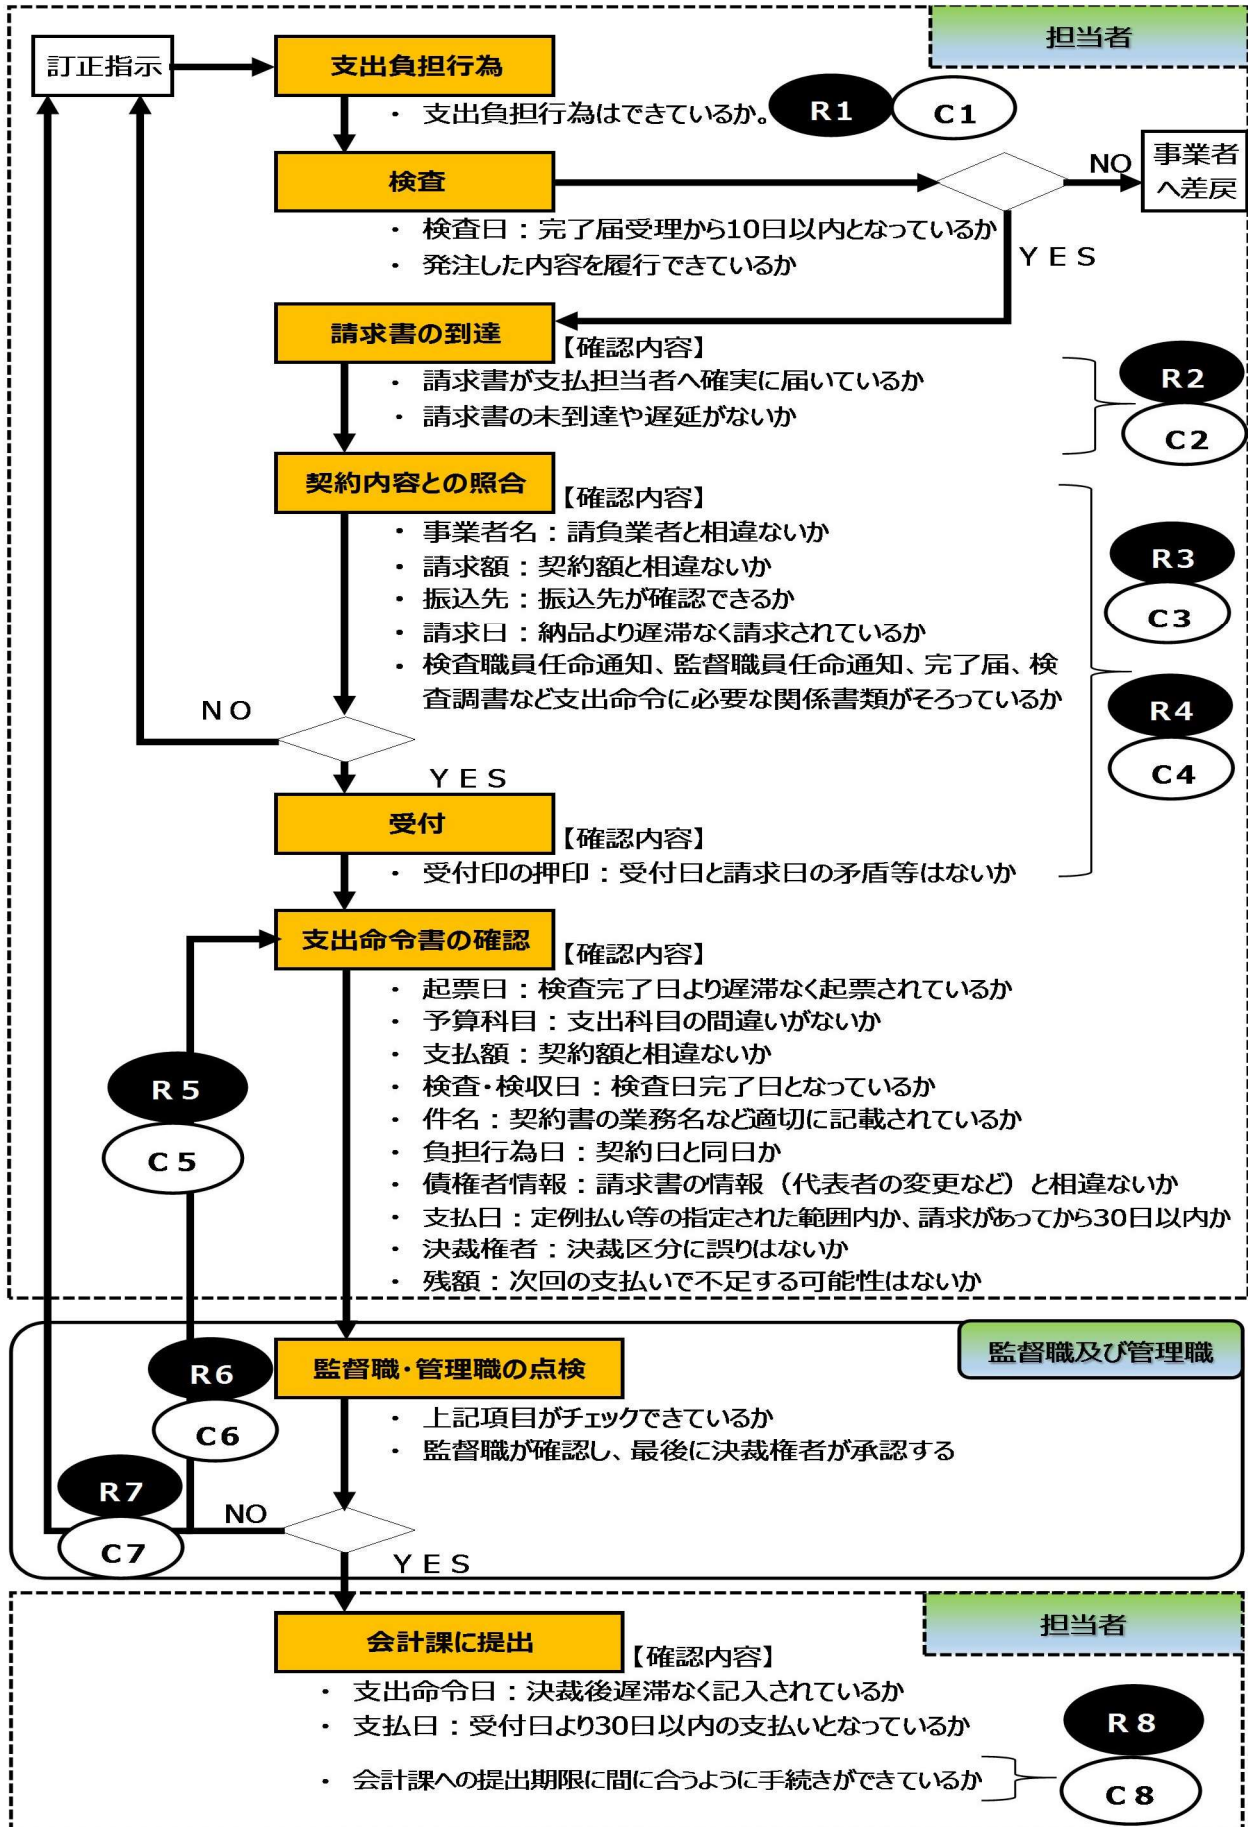 担当者
訂正指示
支出負担行為
・ 支出負担行為はできているか。
R1
C1
検査
NO
事業者
へ差戻
・ 検査日：完了届受理から10日以内となっているか
・ 発注した内容を履行できているか
YES
請求書の到達
【確認内容】
・ 請求書が支払担当者へ確実に届いているか
・ 請求書の未到達や遅延がないか
R2
C2
契約内容との照合
【確認内容】
・ 事業者名：請負業者と相違ないか
・ 請求額：契約額と相違ないか
・ 振込先：振込先が確認できるか
・ 請求日：納品より遅滞なく請求されているか
・ 検査職員任命通知、監督職員任命通知、完了届、検
査調書など支出命令に必要な関係書類がそろっているか
R3
C3
R4
C4
NO
YES
受付
【確認内容】
・ 受付印の押印：受付日と請求日の矛盾等はないか
支出命令書の確認
【確認内容】
・ 起票日：検査完了日より遅滞なく起票されているか
・ 予算科目：支出科目の間違いがないか
・ 支払額：契約額と相違ないか
・ 検査・検収日：検査日完了日となっているか
・ 件名：契約書の業務名など適切に記載されているか
・ 負担行為日：契約日と同日か
・ 債権者情報：請求書の情報（代表者の変更など）と相違ないか
・ 支払日：定例払い等の指定された範囲内か、請求があってから30日以内か
・ 決裁権者：決裁区分に誤りはないか
・ 残額：次回の支払いで不足する可能性はないか
R5
C5
監督職及び管理職
監督職・管理職の点検
・ 上記項目がチェックできているか
・ 監督職が確認し、最後に決裁権者が承認する
R6
C6
R7
C7
NO
YES
担当者
会計課に提出
【確認内容】
・ 支出命令日：決裁後遅滞なく記入されているか
・ 支払日：受付日より30日以内の支払いとなっているか
・ 会計課への提出期限に間に合うように手続きができているか
R8
C8